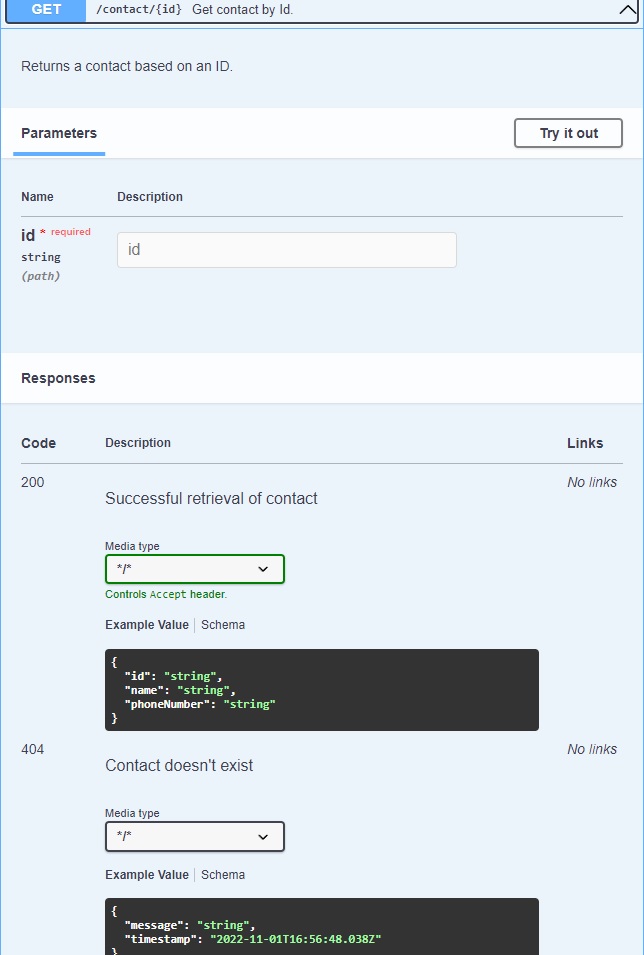 GET /contact/{id} Get contact by Id.
Returns a contact based on an ID.
Parameters Try it out
Name Description
id * required id
string
(path)
Responses
Code Description Links
200 No links
Successful retrieval of contact
Media type
*/*
Controls Accept header.
Example Value Schema
{
"id": "string",
"name": "string",
"phoneNumber": "string"
}
404 No links
Contact doesn't exist
Media type
*/*
Example Value Schema
{
"message": "string",
"timestamp": "2022-11-01T16:56:48.038Z"
}